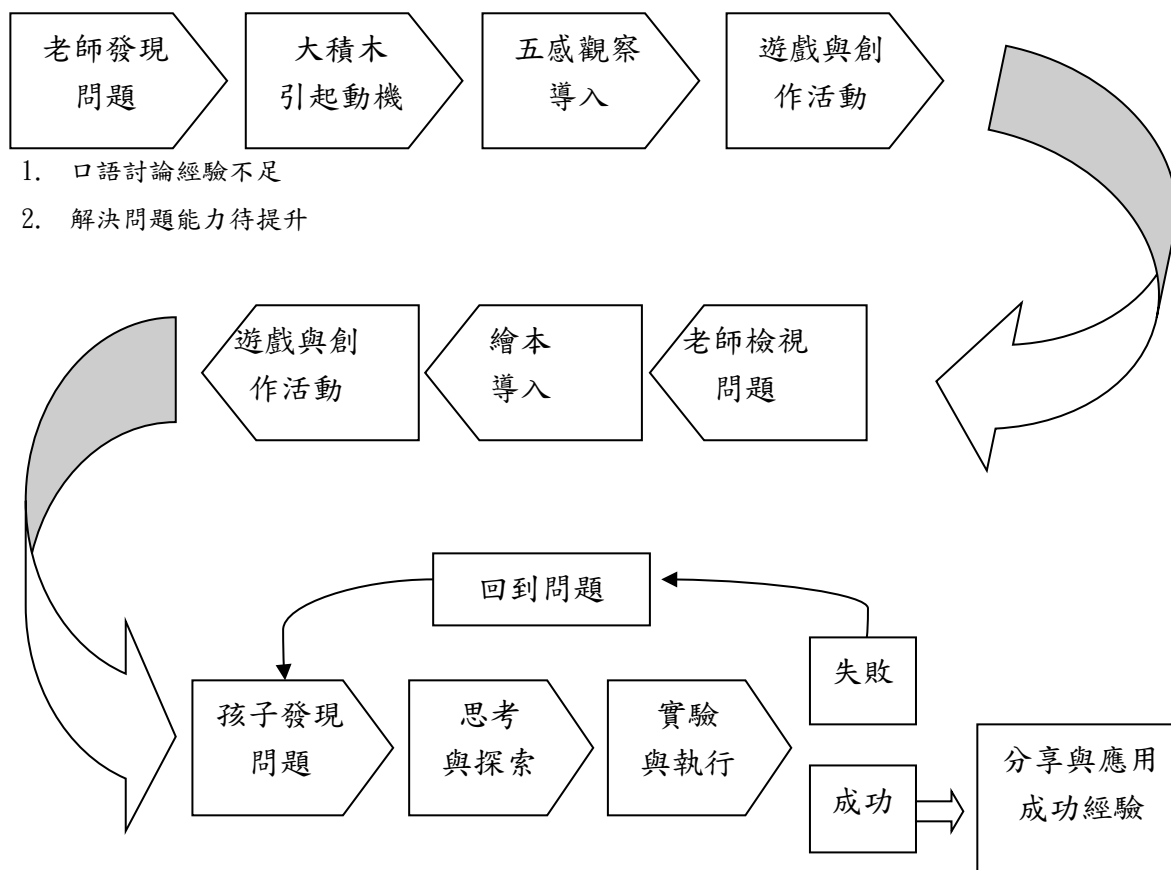 老師發現
問題
大積木
引起動機
五感觀察
導入
遊戲與創
作活動
1. 口語討論經驗不足
2. 解決問題能力待提升
老師檢視
問題
繪本
導入
遊戲與創
作活動
回到問題
孩子發現
問題
思考
與探索
實驗
與執行
失敗
成功
分享與應用
成功經驗